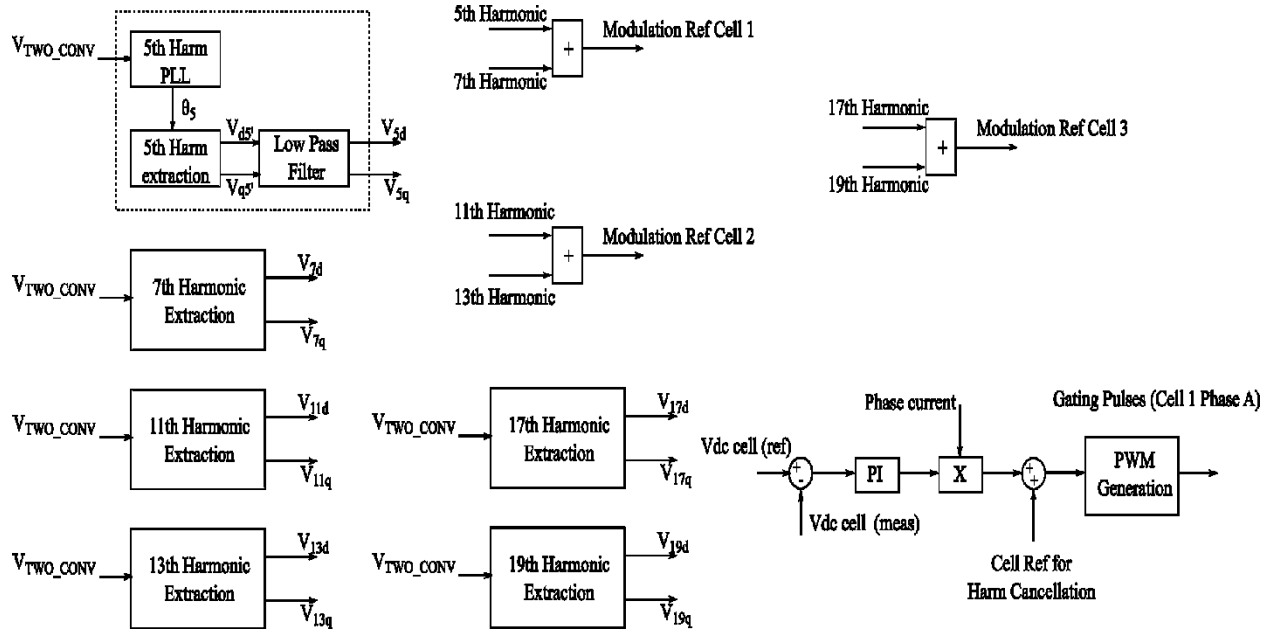 V_TWO_CONV
5th Harm
PLL
θ_5
5th Harm
extraction
V_d5'
V_q5'
Low Pass
Filter
V_5d
V_5q
V_TWO_CONV
7th Harmonic
Extraction
V_7d
V_7q
V_TWO_CONV
11th Harmonic
Extraction
V_11d
V_11q
V_TWO_CONV
13th Harmonic
Extraction
V_13d
V_13q
5th Harmonic
+
7th Harmonic
Modulation Ref Cell 1
11th Harmonic
+
13th Harmonic
Modulation Ref Cell 2
17th Harmonic
+
19th Harmonic
Modulation Ref Cell 3
V_TWO_CONV
17th Harmonic
Extraction
V_17d
V_17q
V_TWO_CONV
19th Harmonic
Extraction
V_19d
V_19q
Vdc cell (ref)
+
-
Vdc cell (meas)
PI
Phase current
X
+
+
Cell Ref for
Harm Cancellation
PWM
Generation
Gating Pulses (Cell 1 Phase A)